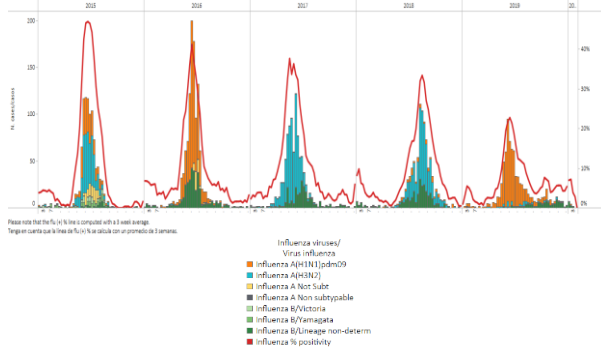 2015 2016 2017 2018 2019 20..
200
150
100
50
0
40%
30%
20%
10%
0%
Please note that the flu (+) % line is computed with a 3 week average.
Tenga en cuenta que la línea de flu (+) % se calcula con un promedio de 3 semanas.
Influenza viruses/
Virus influenza
Influenza A(H1N1)pdm09
Influenza A(H3N2)
Influenza A Not Subt
Influenza A Non subtypable
Influenza B/Victoria
Influenza B/Yamagata
Influenza B/Lineage non-determ
Influenza % positivity